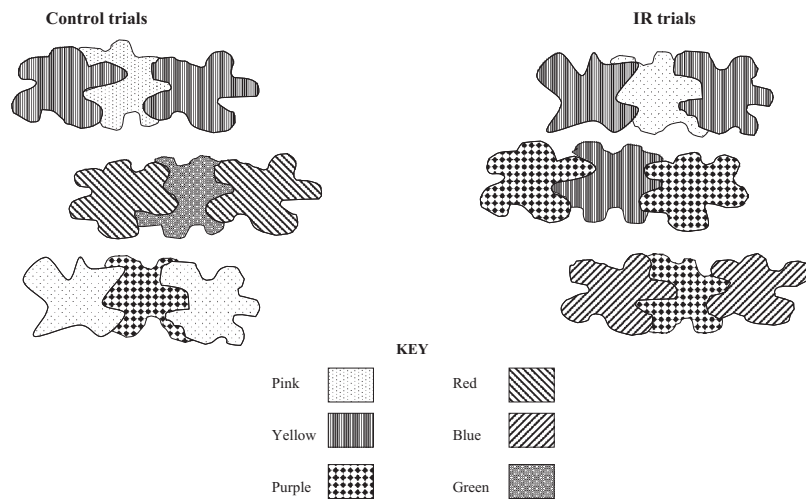 Control trials
IR trials
KEY
Pink
Red
Yellow
Blue
Purple
Green